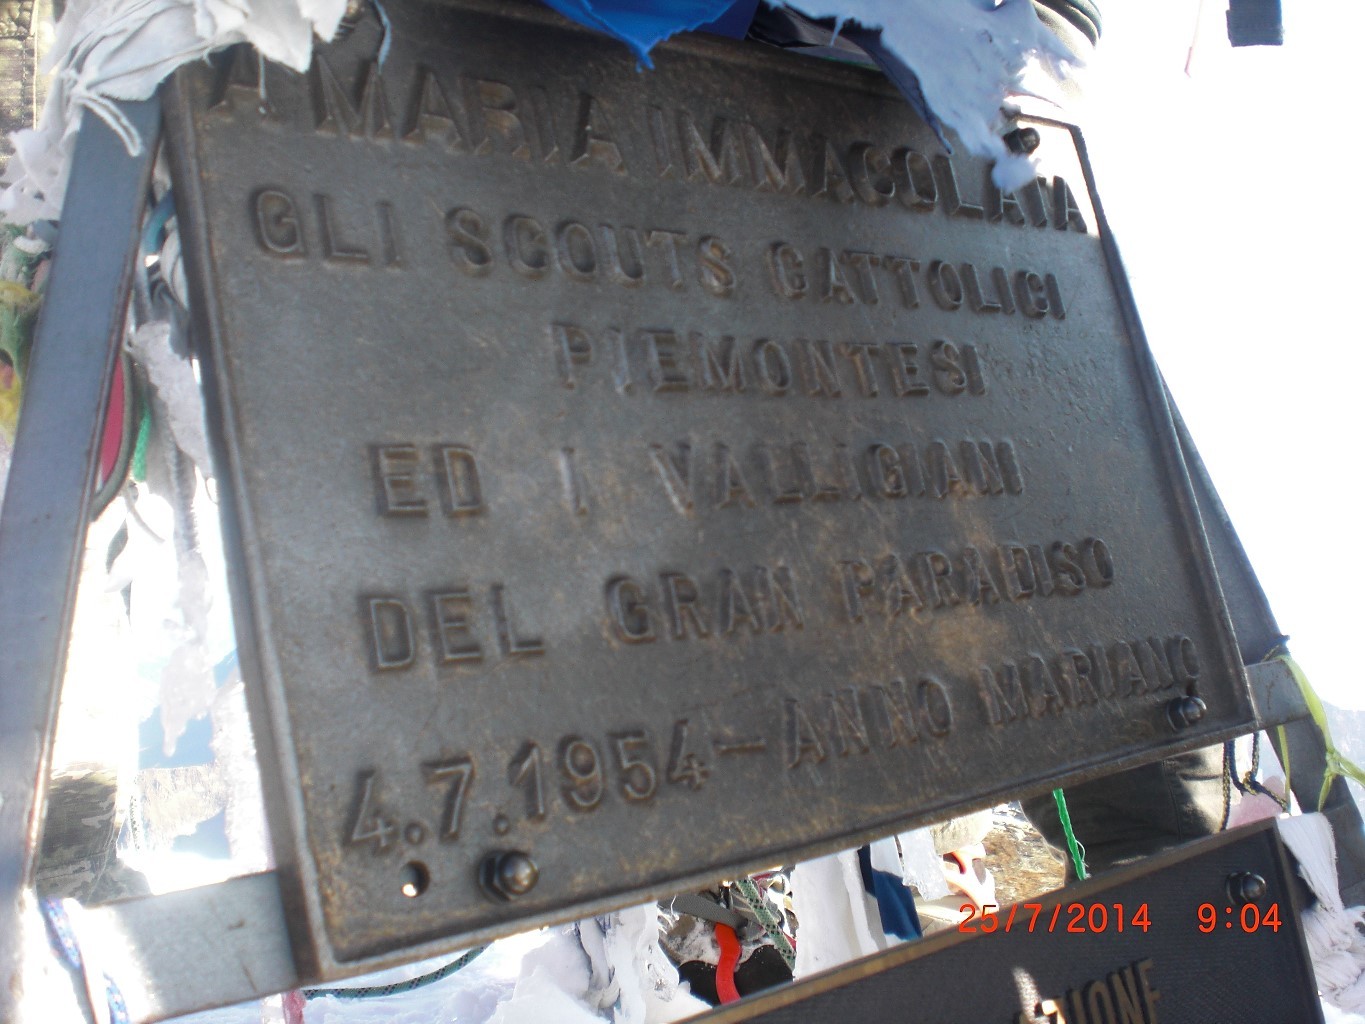 A MARIA IMMACOLATA
GLI SCOUTS CATTOLICI
PIEMONTESI
ED I VALLIGIANI
DEL GRAN PARADISO
4.7.1954 - ANNO MARIANO
25/7/2014 9:04